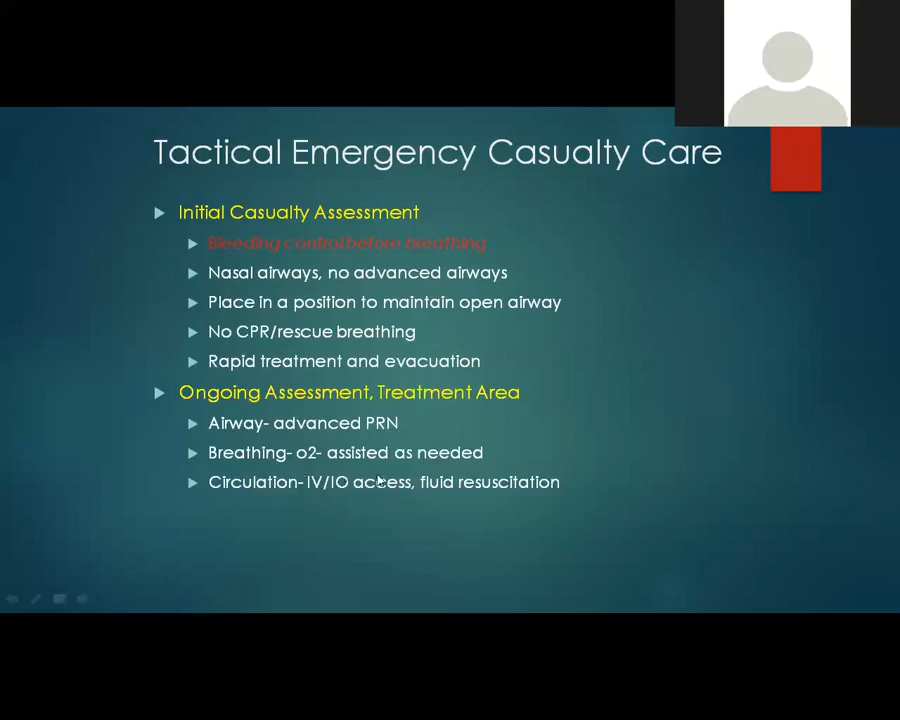 Tactical Emergency Casualty Care
Initial Casualty Assessment
Bleeding control before breathing
Nasal airways, no advanced airways
Place in a position to maintain open airway
No CPR/rescue breathing
Rapid treatment and evacuation
Ongoing Assessment, Treatment Area
Airway- advanced PRN
Breathing- o2- assisted as needed
Circulation- IV/IO access, fluid resuscitation